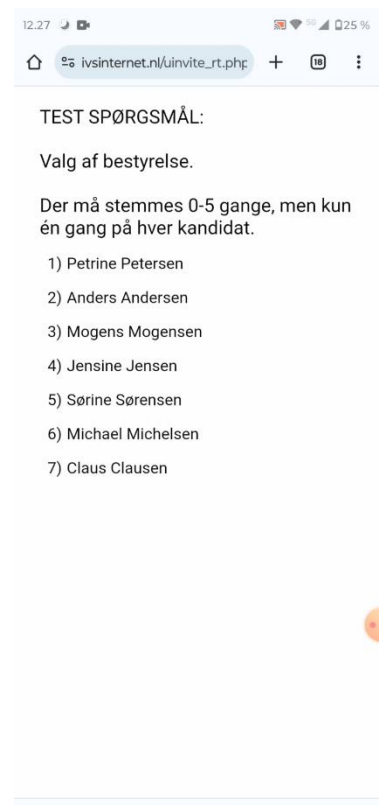 12.27 5G 25 %
ivsinternet.nl/uinvite_rt.php 18
TEST SPØRGSMÅL:
Valg af bestyrelse.
Der må stemmes 0-5 gange, men kun
én gang på hver kandidat.
1) Petrine Petersen
2) Anders Andersen
3) Mogens Mogensen
4) Jensine Jensen
5) Sørine Sørensen
6) Michael Michelsen
7) Claus Clausen